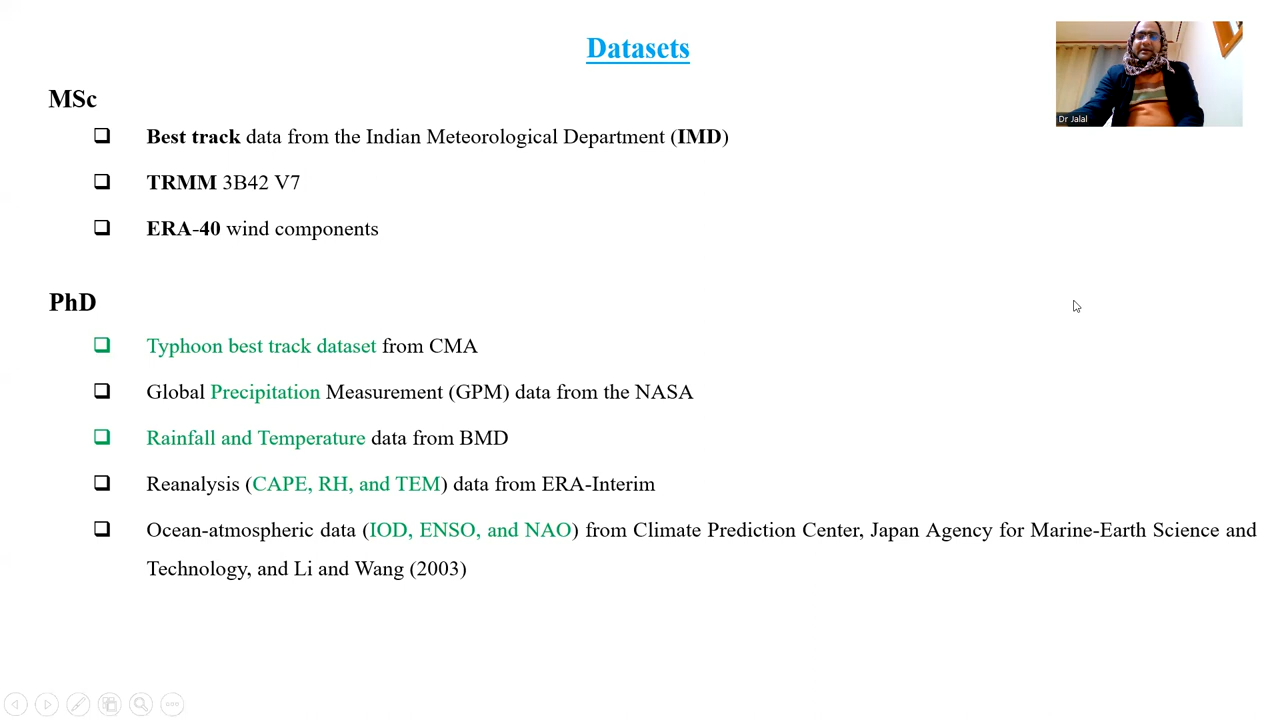 Datasets
MSc
Best track data from the Indian Meteorological Department (IMD)
TRMM 3B42 V7
ERA-40 wind components
PhD
Typhoon best track dataset from CMA
Global Precipitation Measurement (GPM) data from the NASA
Rainfall and Temperature data from BMD
Reanalysis (CAPE, RH, and TEM) data from ERA-Interim
Ocean-atmospheric data (IOD, ENSO, and NAO) from Climate Prediction Center, Japan Agency for Marine-Earth Science and
Technology, and Li and Wang (2003)
Dr Jalal